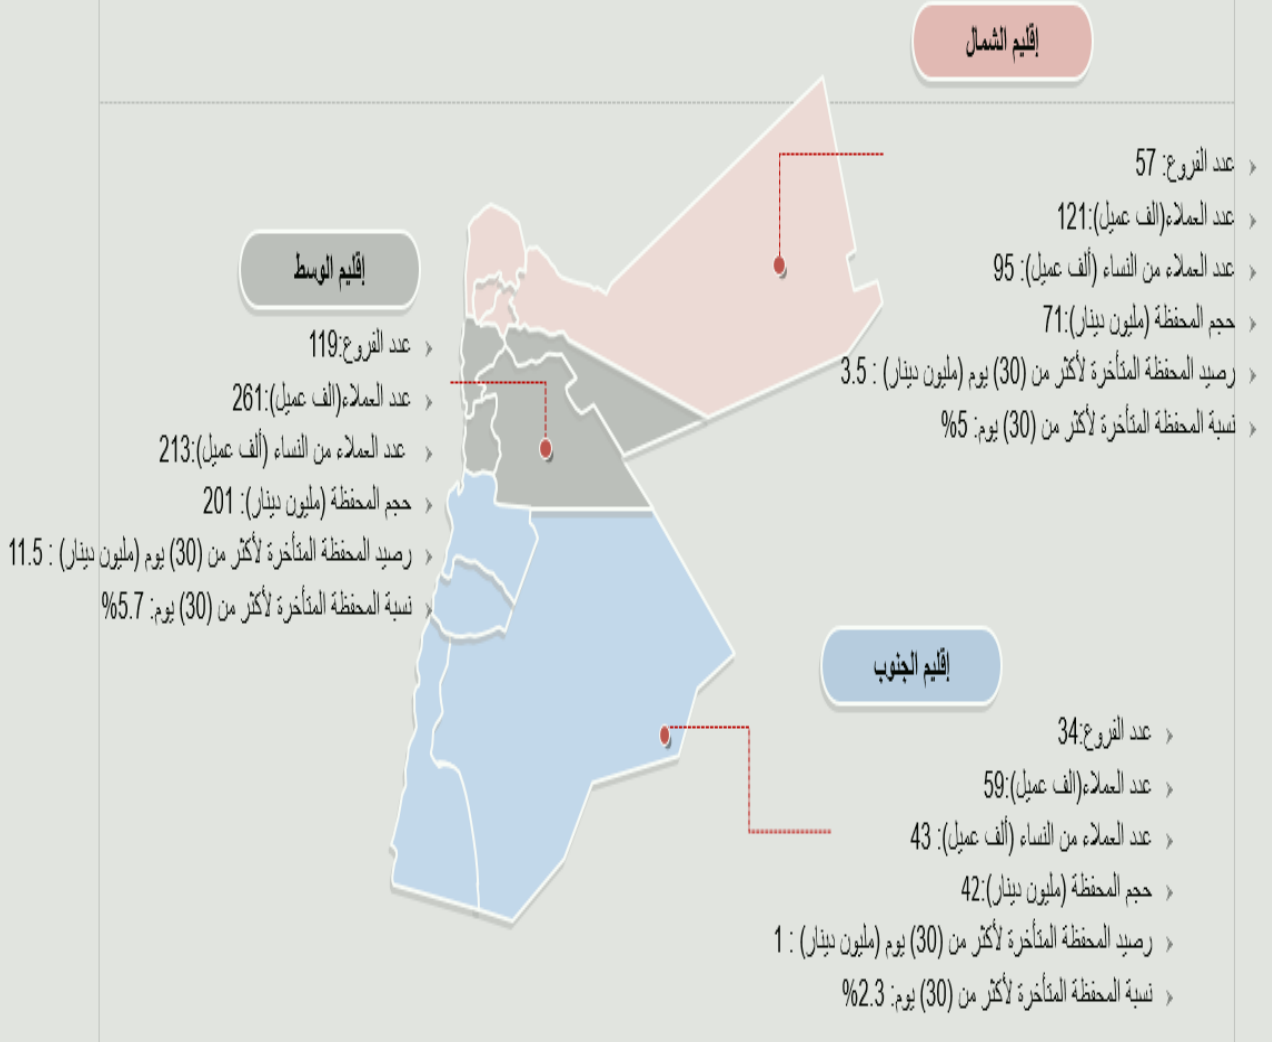 إقليم الشمال
عدد الفروع: 57
عدد العملاء(الف عميل):121
عدد العملاء من النساء (ألف عميل): 95
حجم المحفظة (مليون دينار):71
رصيد المحفظة المتأخرة لأكثر من (30) يوم (مليون دينار) : 3.5
نسبة المحفظة المتأخرة لأكثر من (30) يوم: 5%
إقليم الوسط
عدد الفروع:119
عدد العملاء(الف عميل):261
عدد العملاء من النساء (ألف عميل):213
حجم المحفظة (مليون دينار): 201
رصيد المحفظة المتأخرة لأكثر من (30) يوم (مليون دينار) : 11.5
نسبة المحفظة المتأخرة لأكثر من (30) يوم: 5.7%
إقليم الجنوب
عدد الفروع:34
عدد العملاء(الف عميل):59
عدد العملاء من النساء (ألف عميل): 43
حجم المحفظة (مليون دينار):42
رصيد المحفظة المتأخرة لأكثر من (30) يوم (مليون دينار) : 1
نسبة المحفظة المتأخرة لأكثر من (30) يوم: 2.3%